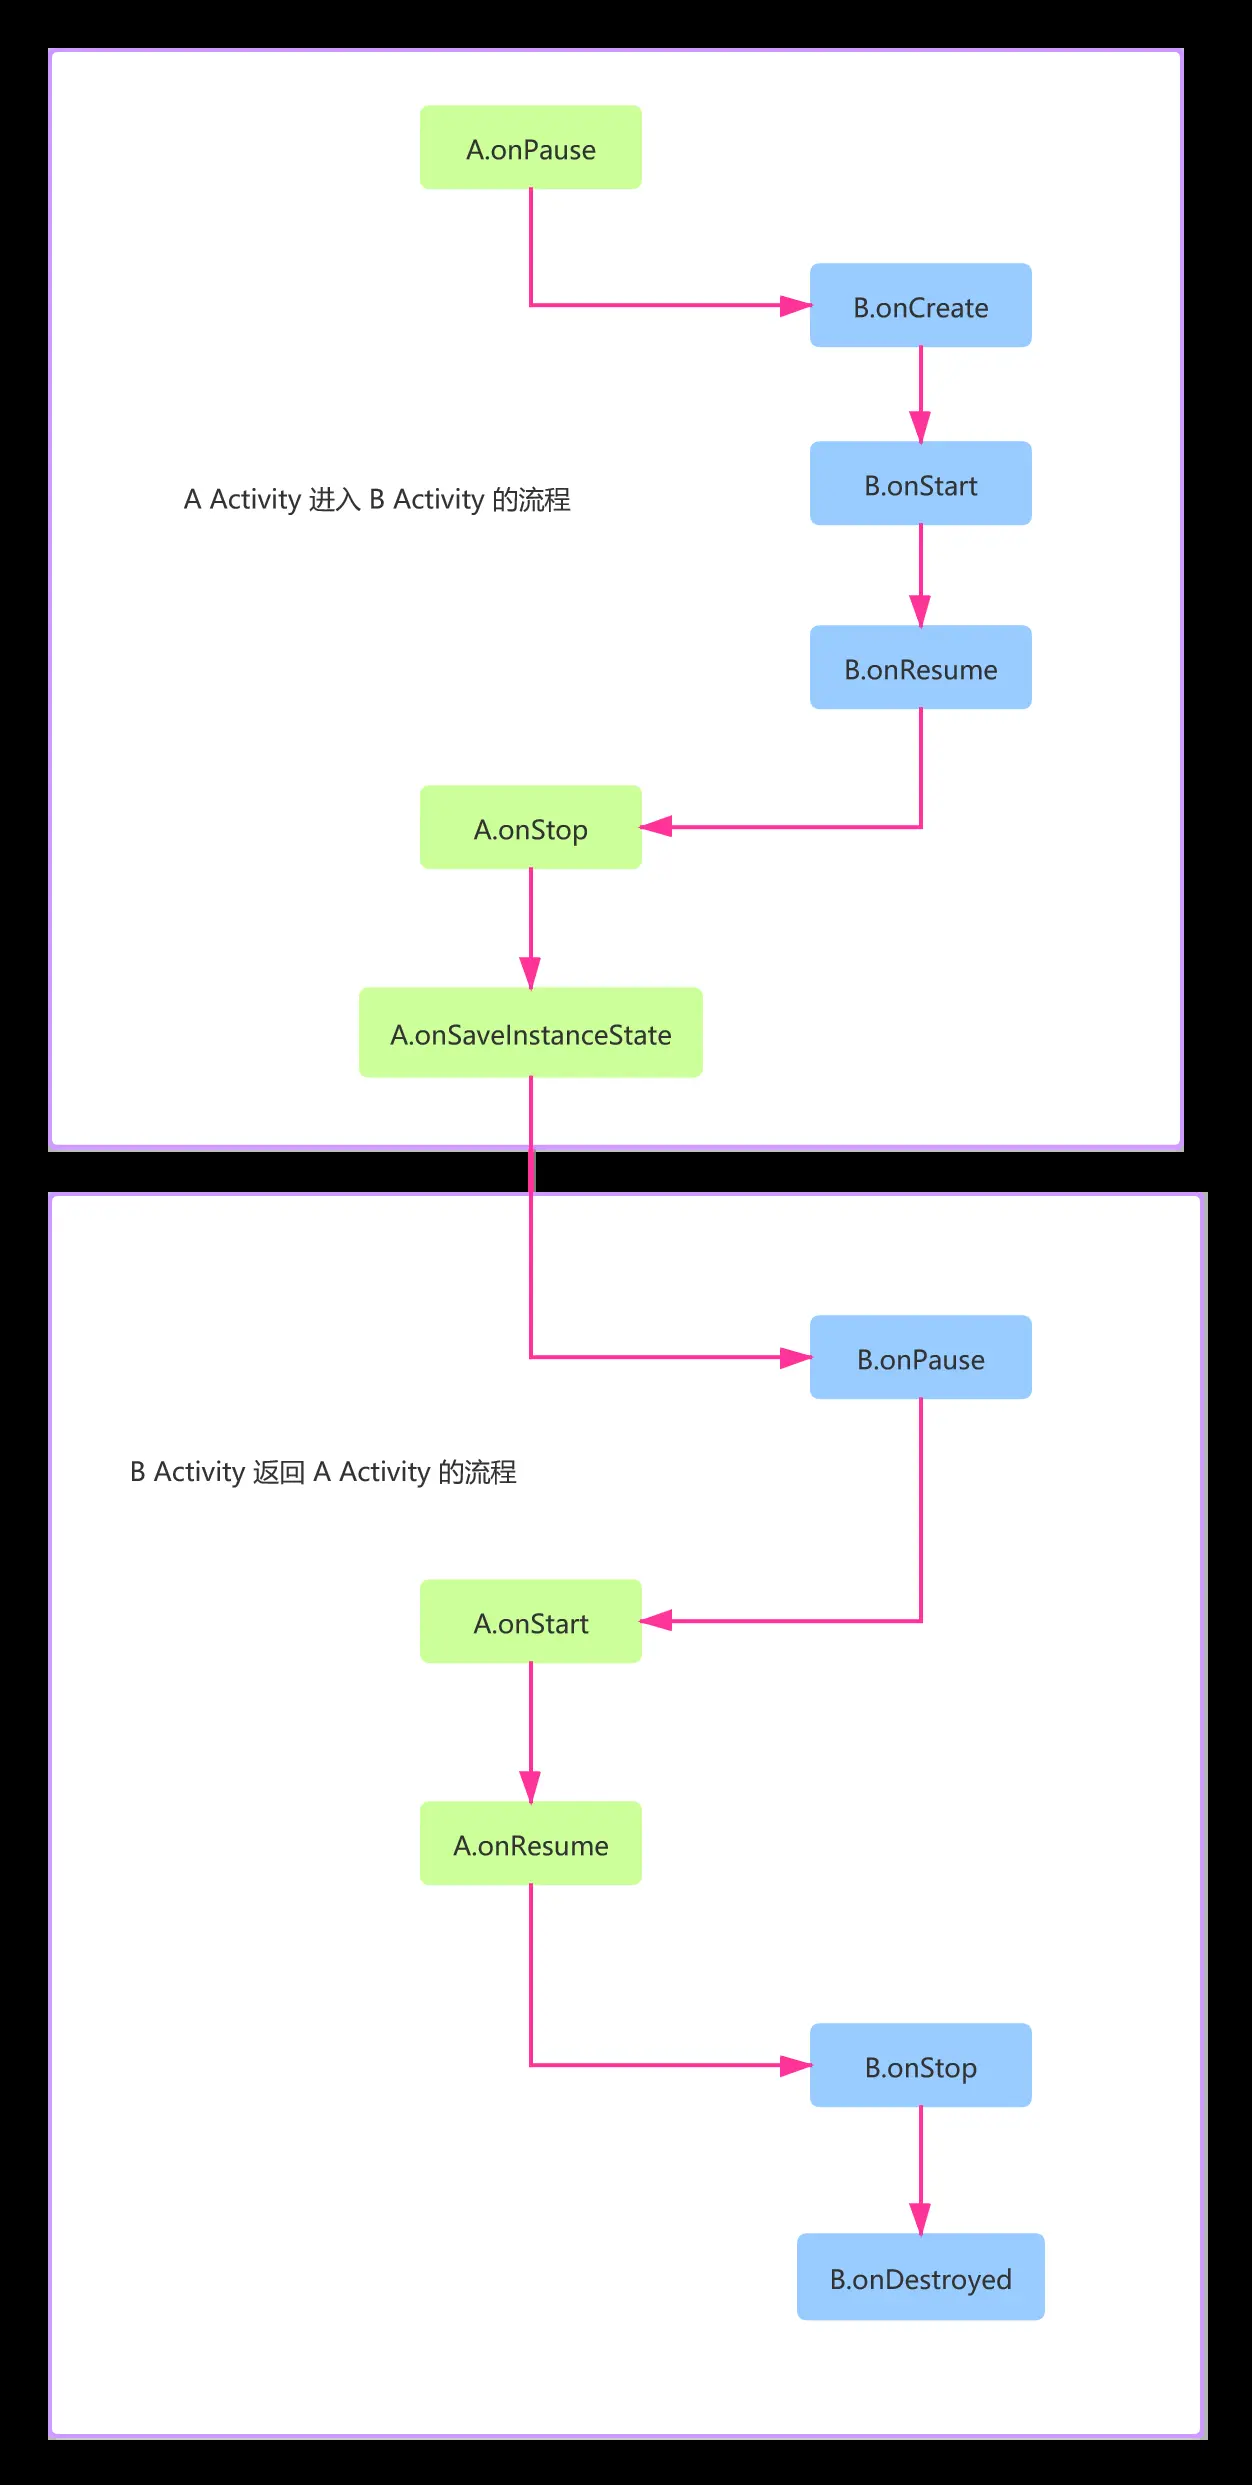 A.onPause
B.onCreate
B.onStart
A Activity 进入 B Activity 的流程
B.onResume
A.onStop
A.onSaveInstanceState
B.onPause
B Activity 返回 A Activity 的流程
A.onStart
A.onResume
B.onStop
B.onDestroyed